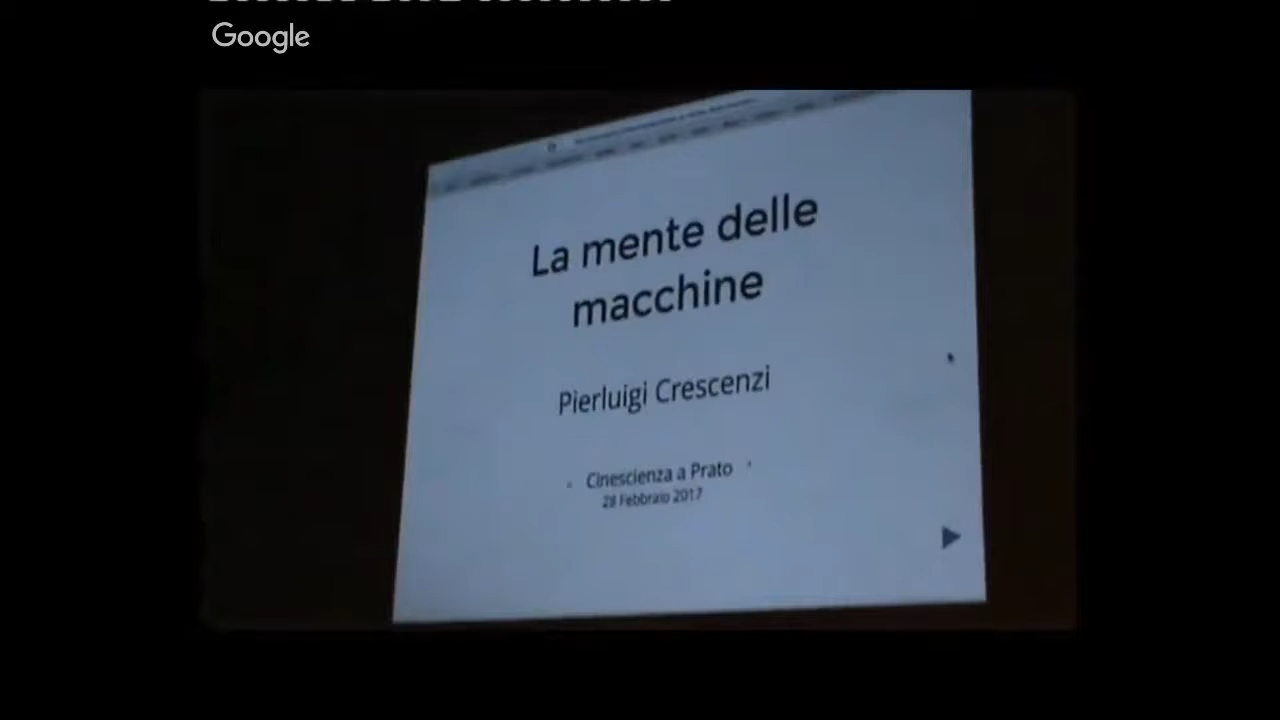 Google
La mente delle
macchine
Pierluigi Crescenzi
Cinescienza a Prato
28 Febbraio 2017